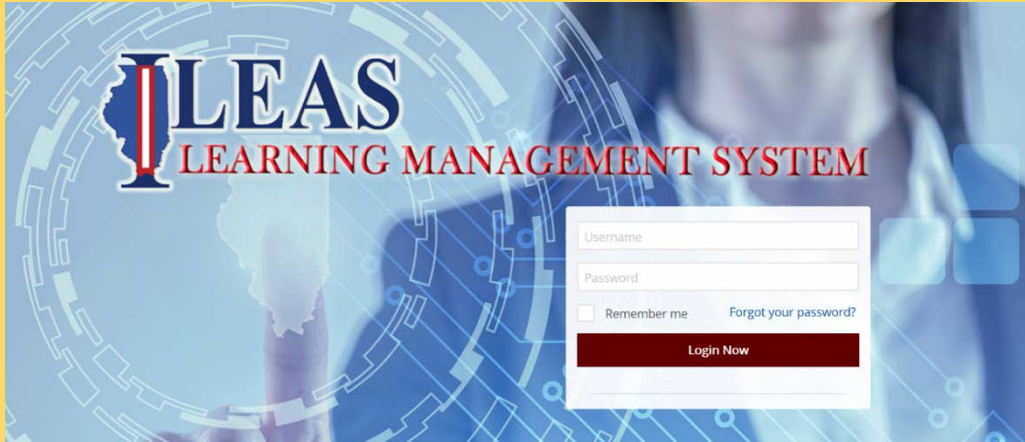 ILEAS
LEARNING MANAGEMENT SYSTEM
Username
Password
Remember me Forgot your password?
Login Now